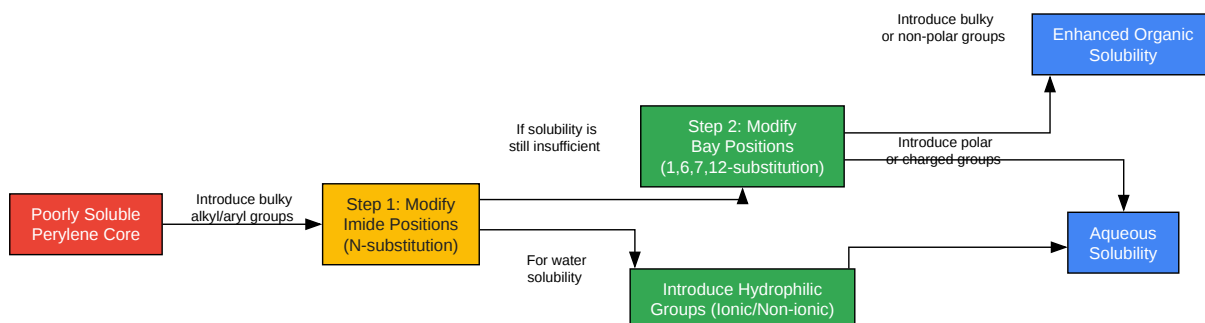 Introduce bulky
or non-polar groups
Enhanced Organic
Solubility
If solubility is
still insufficient
Step 2: Modify
Bay Positions
(1,6,7,12-substitution)
Introduce polar
or charged groups
Poorly Soluble
Perylene Core
Introduce bulky
alkyl/aryl groups
Step 1: Modify
Imide Positions
(N-substitution)
Aqueous
Solubility
For water
solubility
Introduce Hydrophilic
Groups (Ionic/Non-ionic)